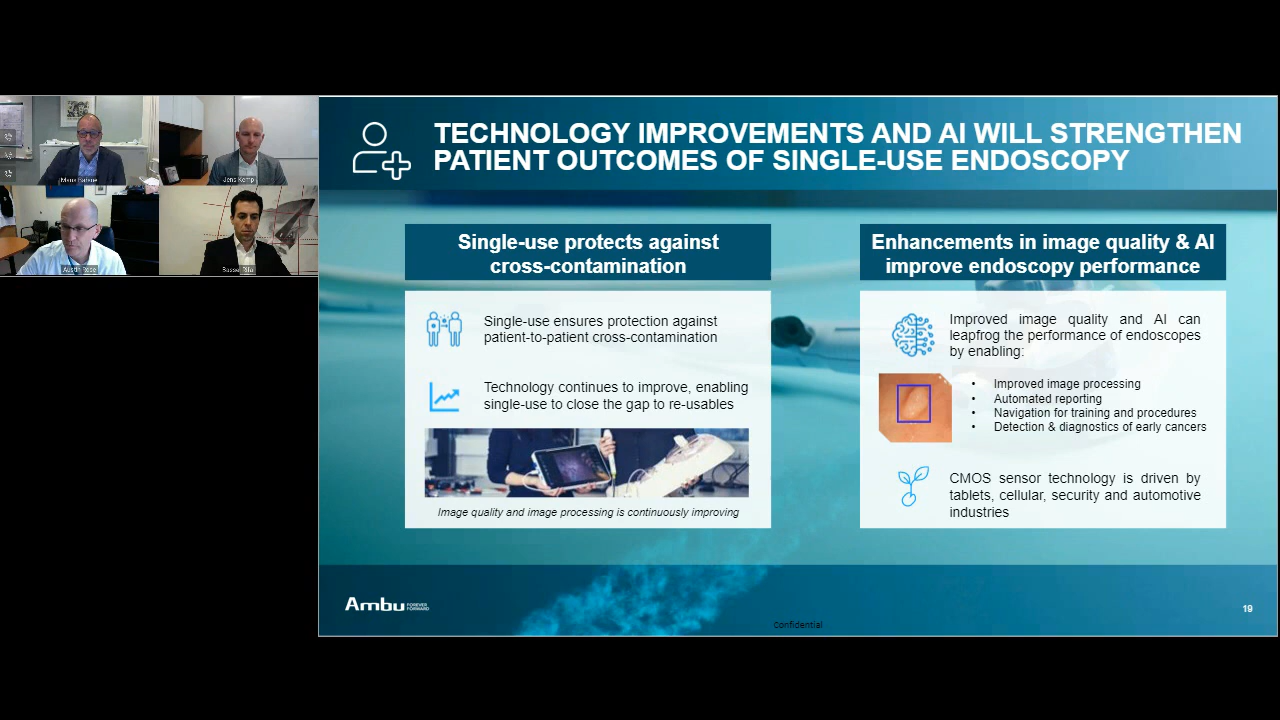 TECHNOLOGY IMPROVEMENTS AND AI WILL STRENGTHEN
PATIENT OUTCOMES OF SINGLE-USE ENDOSCOPY
Jens Kemp
Austin Rose
Single-use protects against
cross-contamination
Single-use ensures protection against
patient-to-patient cross-contamination
Technology continues to improve, enabling
single-use to close the gap to re-usables
Image quality and image processing is continuously improving
Enhancements in image quality & AI
improve endoscopy performance
Improved image quality and AI can
leapfrog the performance of endoscopes
by enabling:
• Improved image processing
• Automated reporting
• Navigation for training and procedures
• Detection & diagnostics of early cancers
CMOS sensor technology is driven by
tablets, cellular, security and automotive
industries
Ambu
FOREVER
FORWARD
Confidential
19